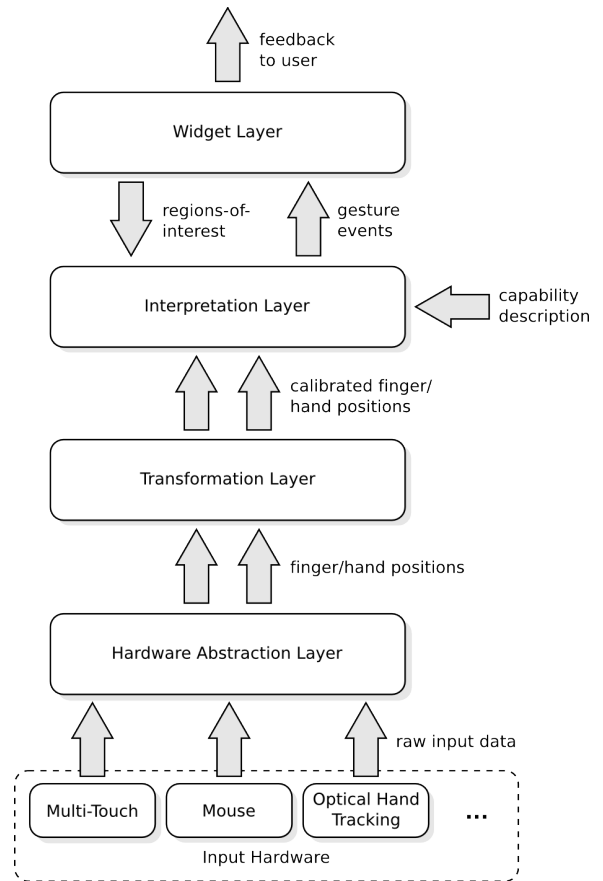 feedback
to user
Widget Layer
regions-of-
interest
gesture
events
Interpretation Layer
capability
description
calibrated finger/
hand positions
Transformation Layer
finger/hand positions
Hardware Abstraction Layer
raw input data
Multi-Touch
Mouse
Optical Hand
Tracking
...
Input Hardware